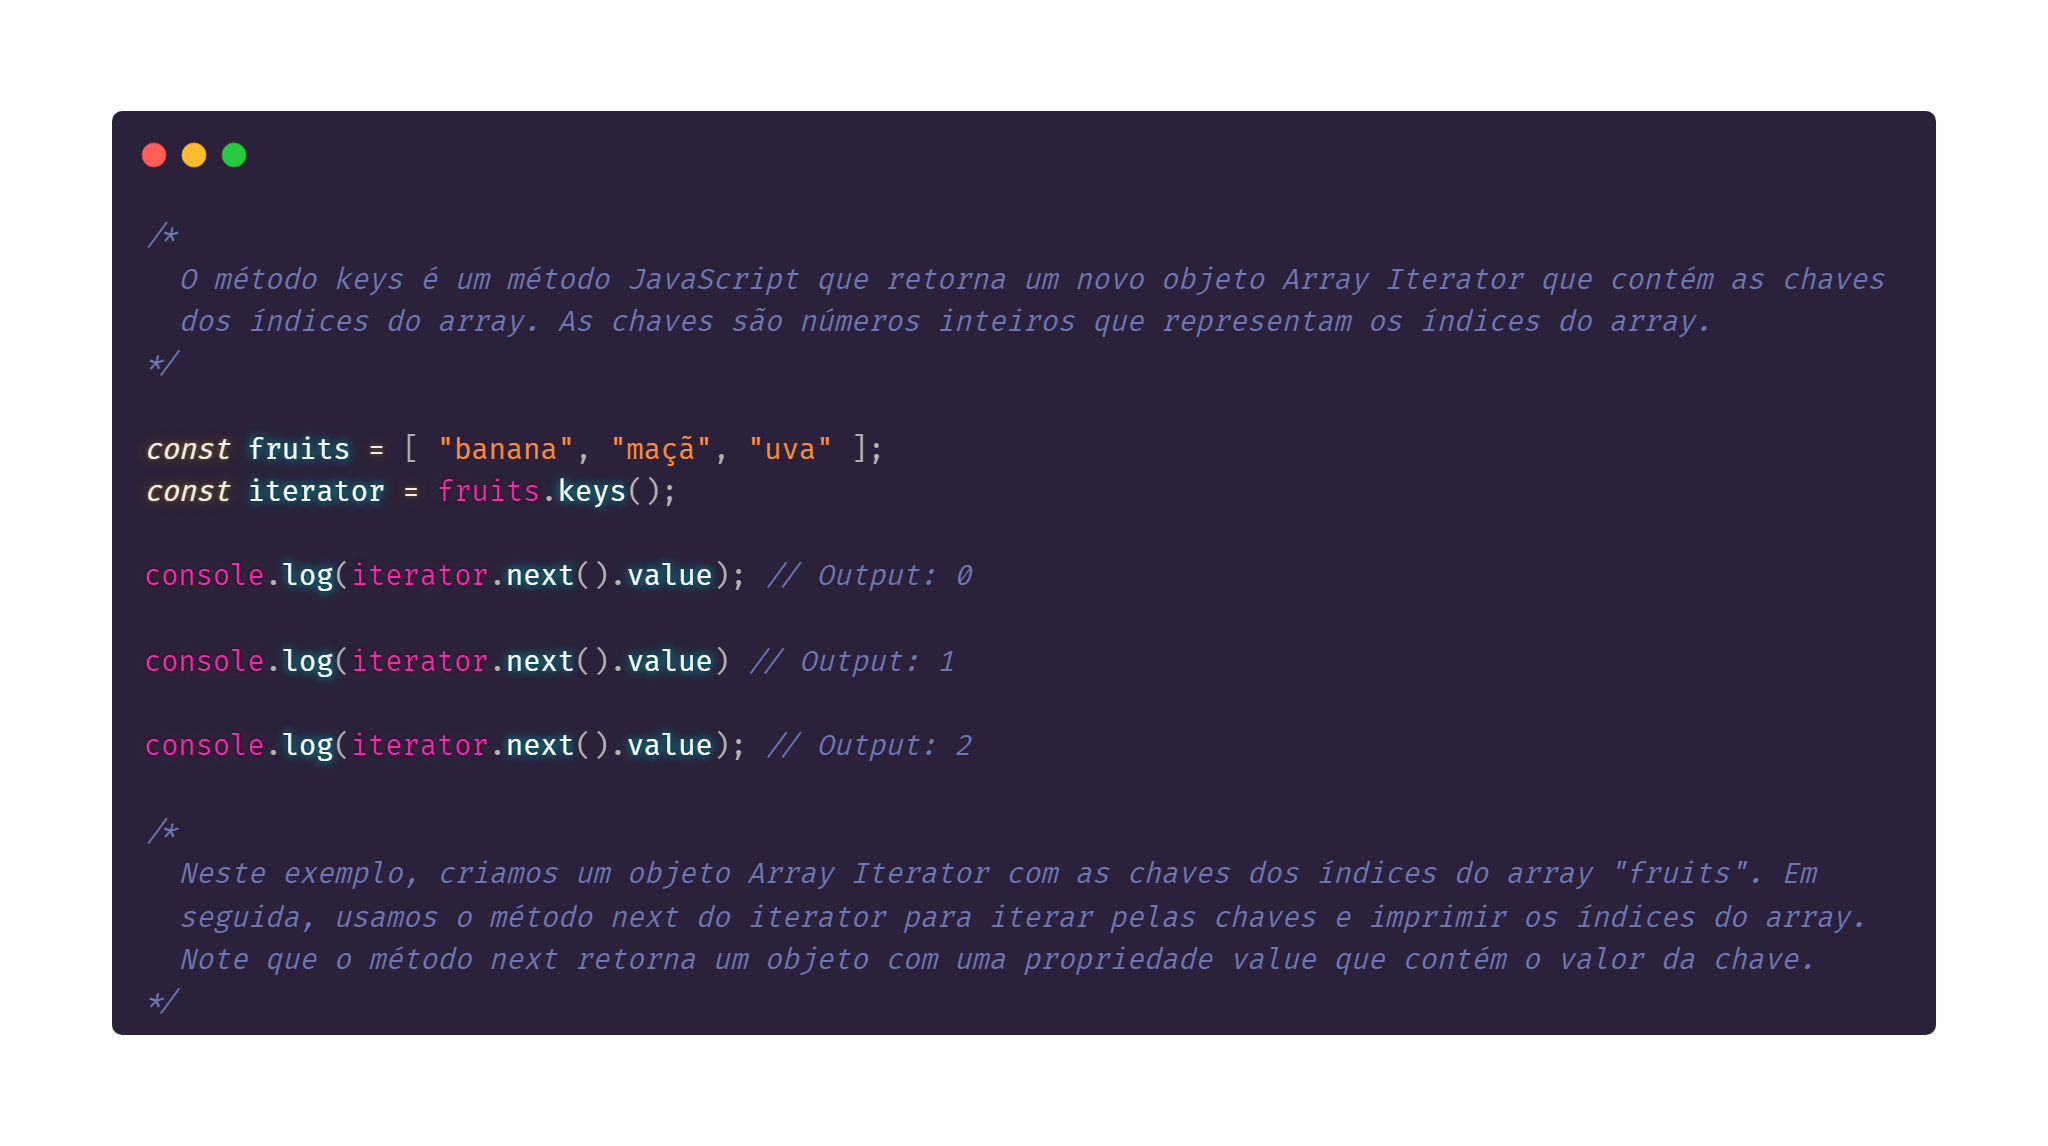 /*
  O método keys é um método JavaScript que retorna um novo objeto Array Iterator que contém as chaves
  dos índices do array. As chaves são números inteiros que representam os índices do array.
*/
const fruits = [ "banana", "maçã", "uva" ];
const iterator = fruits.keys();
console.log(iterator.next().value); // Output: 0
console.log(iterator.next().value) // Output: 1
console.log(iterator.next().value); // Output: 2
/*
  Neste exemplo, criamos um objeto Array Iterator com as chaves dos índices do array "fruits". Em
  seguida, usamos o método next do iterator para iterar pelas chaves e imprimir os índices do array.
  Note que o método next retorna um objeto com uma propriedade value que contém o valor da chave.
*/